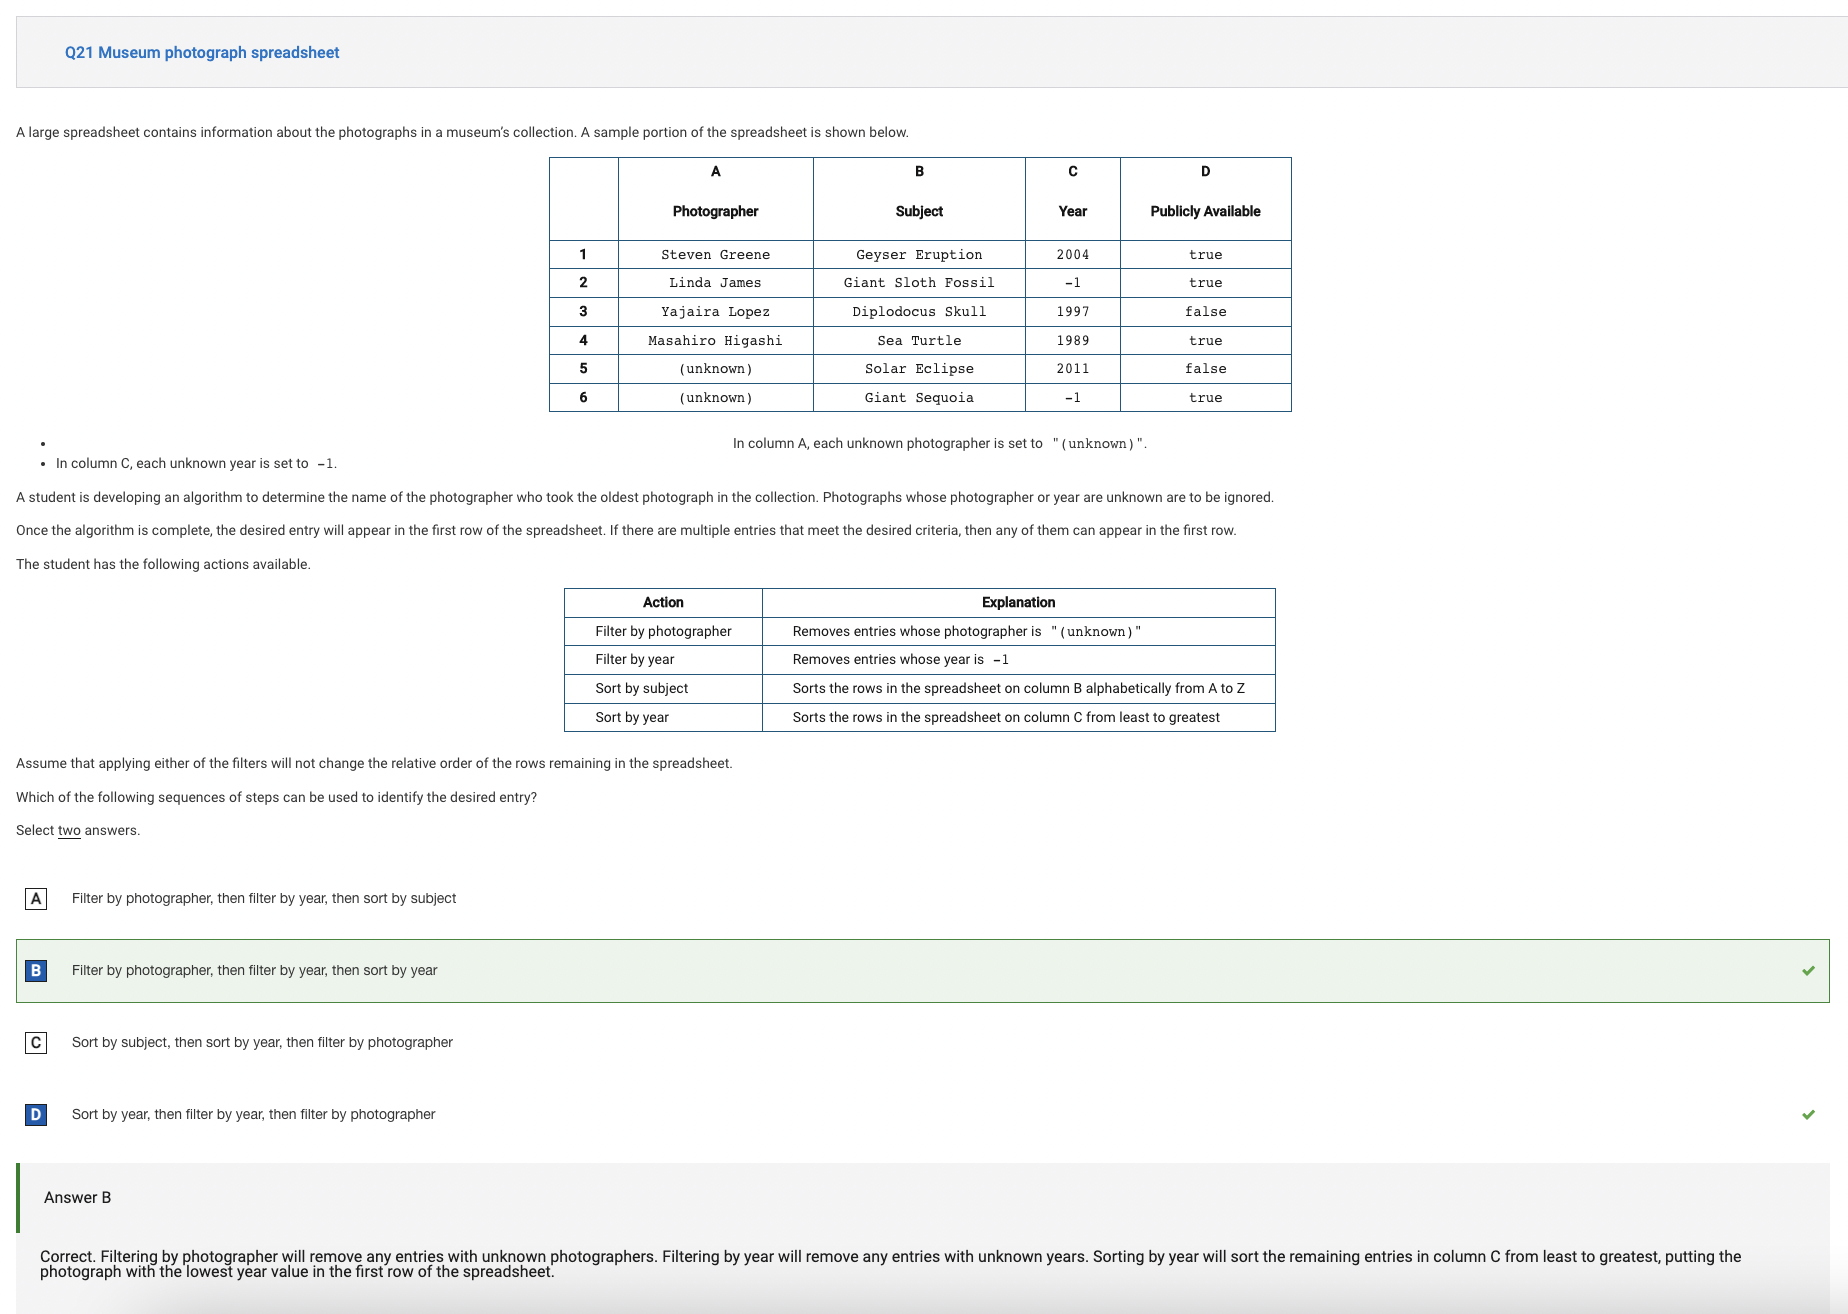 Q21 Museum photograph spreadsheet
A large spreadsheet contains information about the photographs in a museum's collection. A sample portion of the spreadsheet is shown below.
A B C D
Photographer Subject Year Publicly Available
1 Steven Greene Geyser Eruption 2004 true
2 Linda James Giant Sloth Fossil -1 true
3 Yajaira Lopez Diplodocus Skull 1997 false
4 Masahiro Higashi Sea Turtle 1989 true
5 (unknown) Solar Eclipse 2011 false
6 (unknown) Giant Sequoia -1 true
• In column A, each unknown photographer is set to "(unknown)".
• In column C, each unknown year is set to -1.
A student is developing an algorithm to determine the name of the photographer who took the oldest photograph in the collection. Photographs whose photographer or year are unknown are to be ignored.
Once the algorithm is complete, the desired entry will appear in the first row of the spreadsheet. If there are multiple entries that meet the desired criteria, then any of them can appear in the first row.
The student has the following actions available.
Action Explanation
Filter by photographer Removes entries whose photographer is "(unknown)"
Filter by year Removes entries whose year is -1
Sort by subject Sorts the rows in the spreadsheet on column B alphabetically from A to Z
Sort by year Sorts the rows in the spreadsheet on column C from least to greatest
Assume that applying either of the filters will not change the relative order of the rows remaining in the spreadsheet.
Which of the following sequences of steps can be used to identify the desired entry?
Select two answers.
A Filter by photographer, then filter by year, then sort by subject
B Filter by photographer, then filter by year, then sort by year
C Sort by subject, then sort by year, then filter by photographer
D Sort by year, then filter by year, then filter by photographer
Answer B
Correct. Filtering by photographer will remove any entries with unknown photographers. Filtering by year will remove any entries with unknown years. Sorting by year will sort the remaining entries in column C from least to greatest, putting the
photograph with the lowest year value in the first row of the spreadsheet.